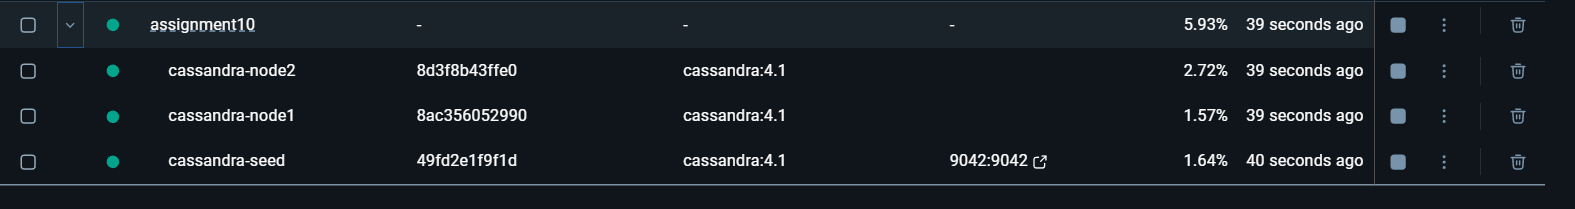 assignment10 - - - 5.93% 39 seconds ago
cassandra-node2 8d3f8b43ffe0 cassandra:4.1 2.72% 39 seconds ago
cassandra-node1 8ac356052990 cassandra:4.1 1.57% 39 seconds ago
cassandra-seed 49fd2e1f9f1d cassandra:4.1 9042:9042 1.64% 40 seconds ago